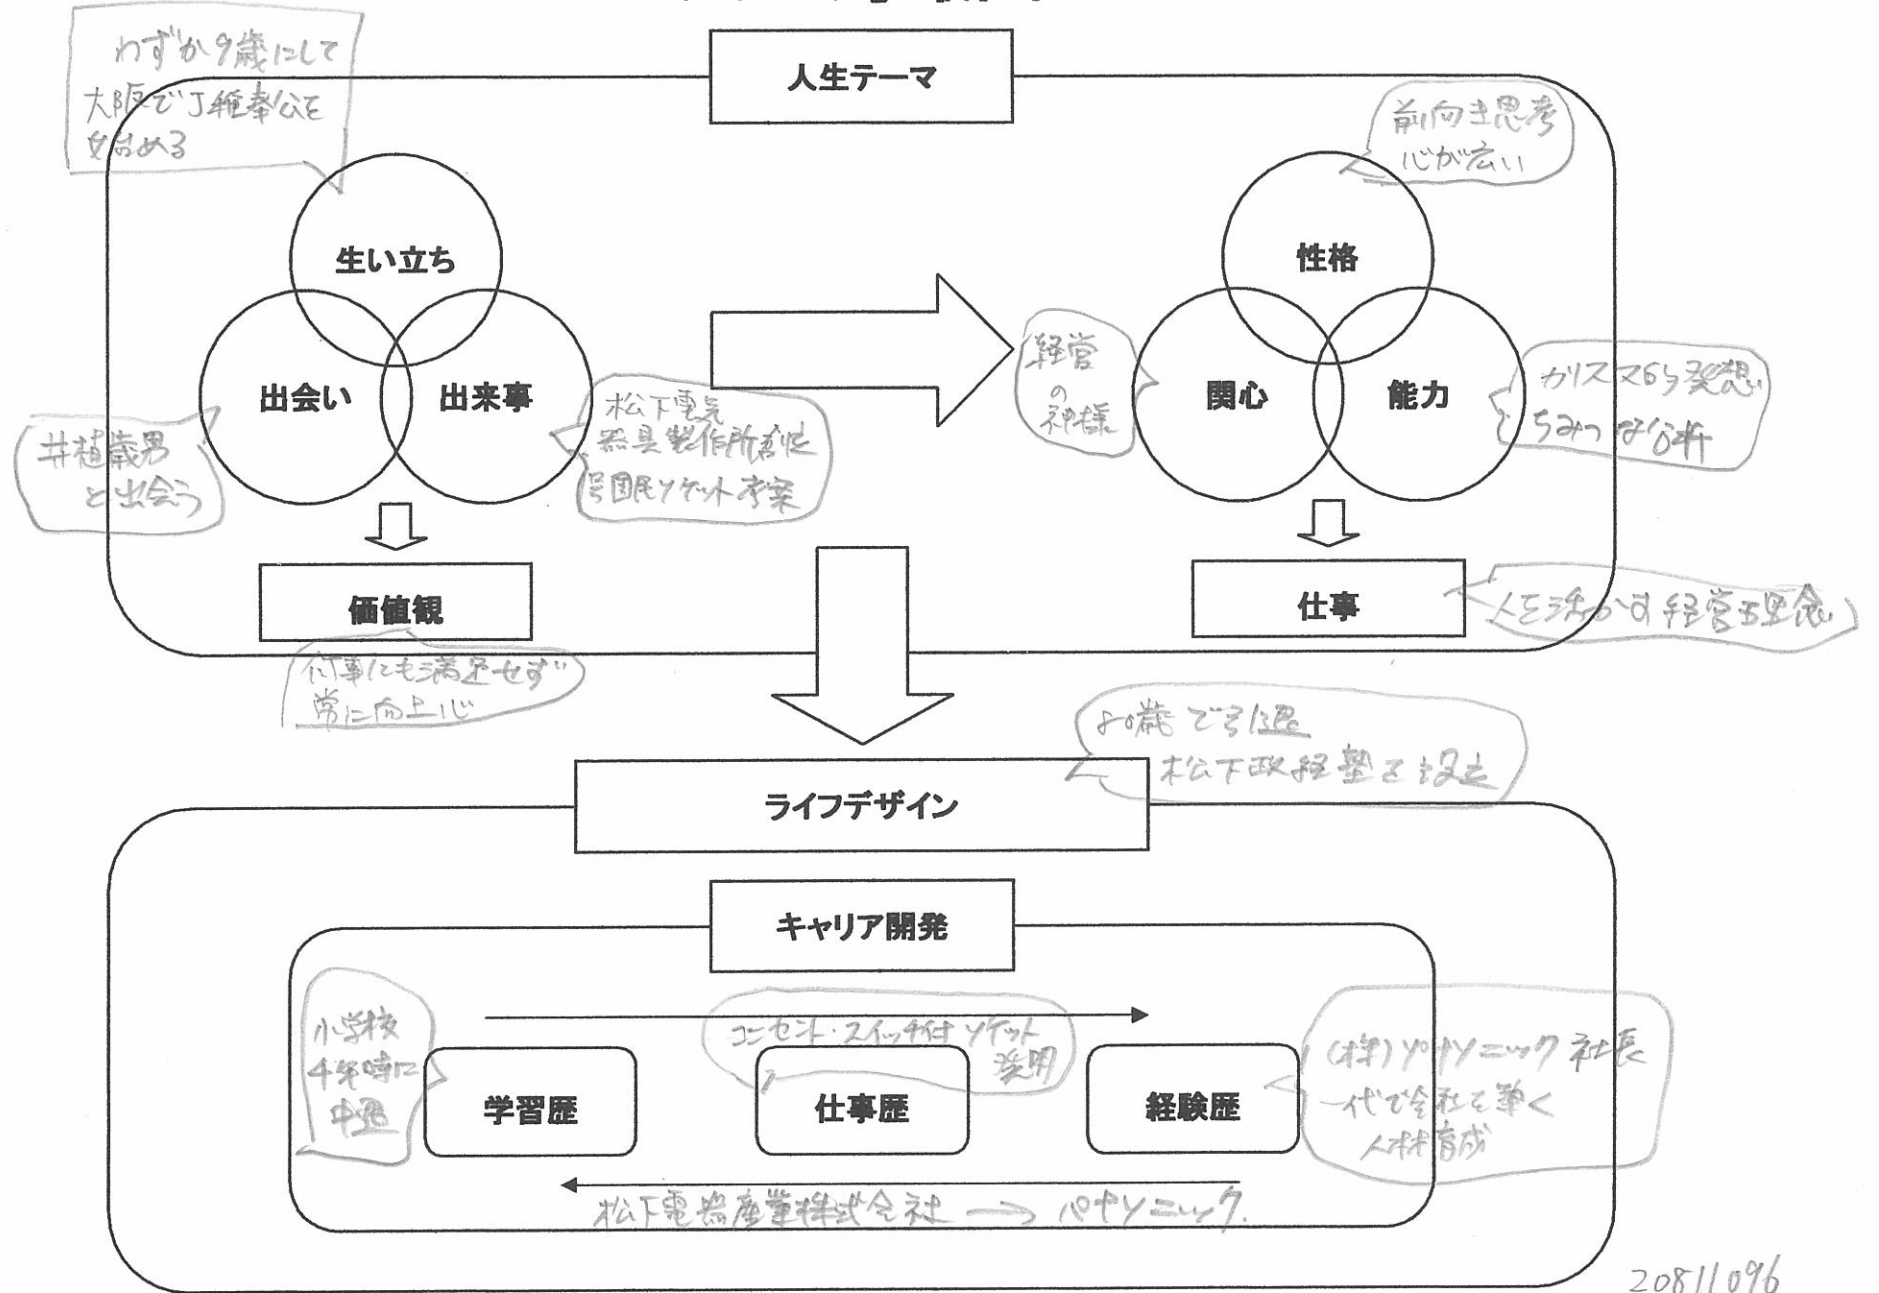 人生テーマ
わずか9歳にして
大阪で丁稚奉公を
始める
前向き思考
心が広い
生い立ち
性格
出会い
出来事
関心
能力
井植歳男
と出会う
松下電気
器具製作所創設
国民ソケット考案
経営
の
神様
カリスマ的発想
ちみつな分析
価値観
仕事
何事にも満足せず
常に向上心
人を活かす経営理念
80歳で引退
松下政経塾を設立
ライフデザイン
キャリア開発
小学校
4年時に
中退
コンセント・スイッチ付ソケット
発明
(株)パナソニック社長
一代で会社を築く
人材育成
学習歴
仕事歴
経験歴
松下電器産業株式会社 → パナソニック
20811096